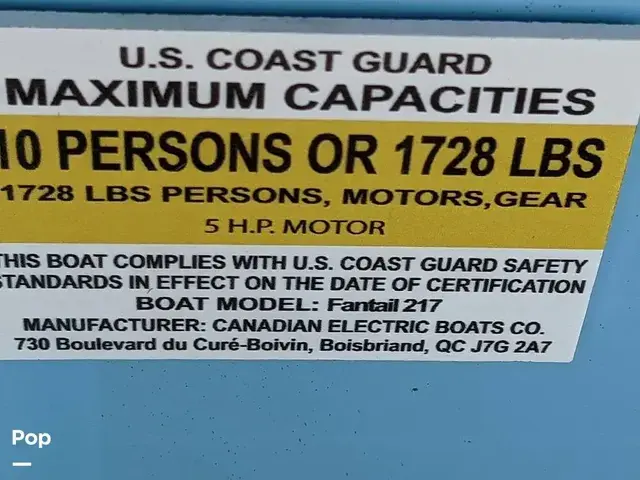 U.S. COAST GUARD
MAXIMUM CAPACITIES
10 PERSONS OR 1728 LBS
1728 LBS PERSONS, MOTORS,GEAR
5 H.P. MOTOR
THIS BOAT COMPLIES WITH U.S. COAST GUARD SAFETY
STANDARDS IN EFFECT ON THE DATE OF CERTIFICATION
BOAT MODEL: Fantail 217
MANUFACTURER: CANADIAN ELECTRIC BOATS CO.
730 Boulevard du Curé-Boivin, Boisbriand, QC J7G 2A7
Pop